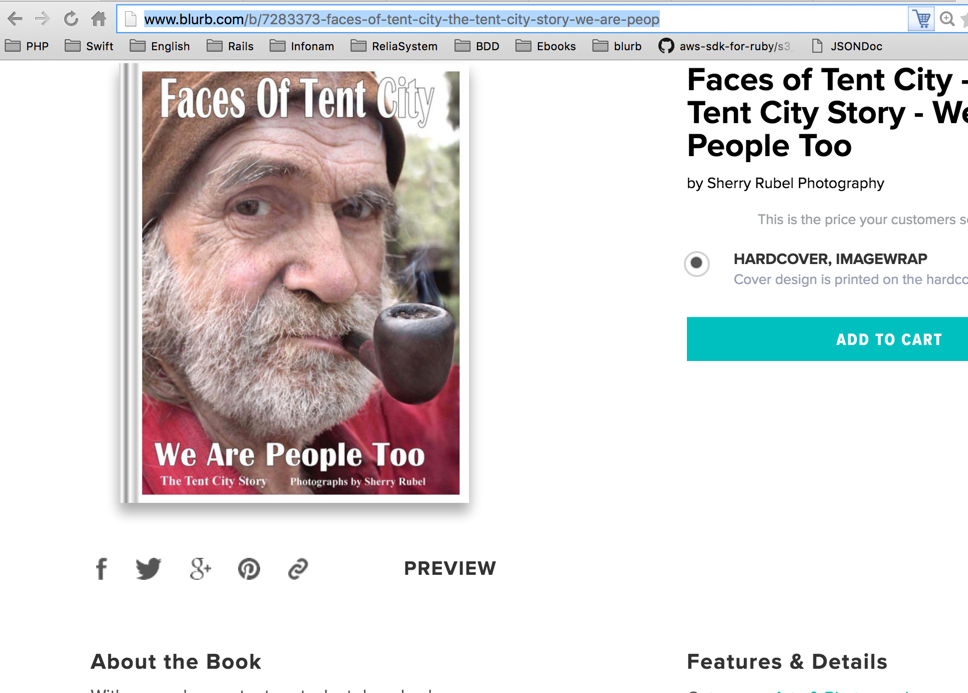 www.blurb.com/b/7283373-faces-of-tent-city-the-tent-city-story-we-are-peop
PHP Swift English Rails Infonam ReliaSystem BDD Ebooks blurb aws-sdk-for-ruby/s3 JSONDoc
Faces Of Tent City
We Are People Too
The Tent City Story Photographs by Sherry Rubel
Faces of Tent City -
Tent City Story - We
People Too
by Sherry Rubel Photography
This is the price your customers s
HARDCOVER, IMAGEWRAP
Cover design is printed on the hardco
ADD TO CART
PREVIEW
About the Book
Features & Details